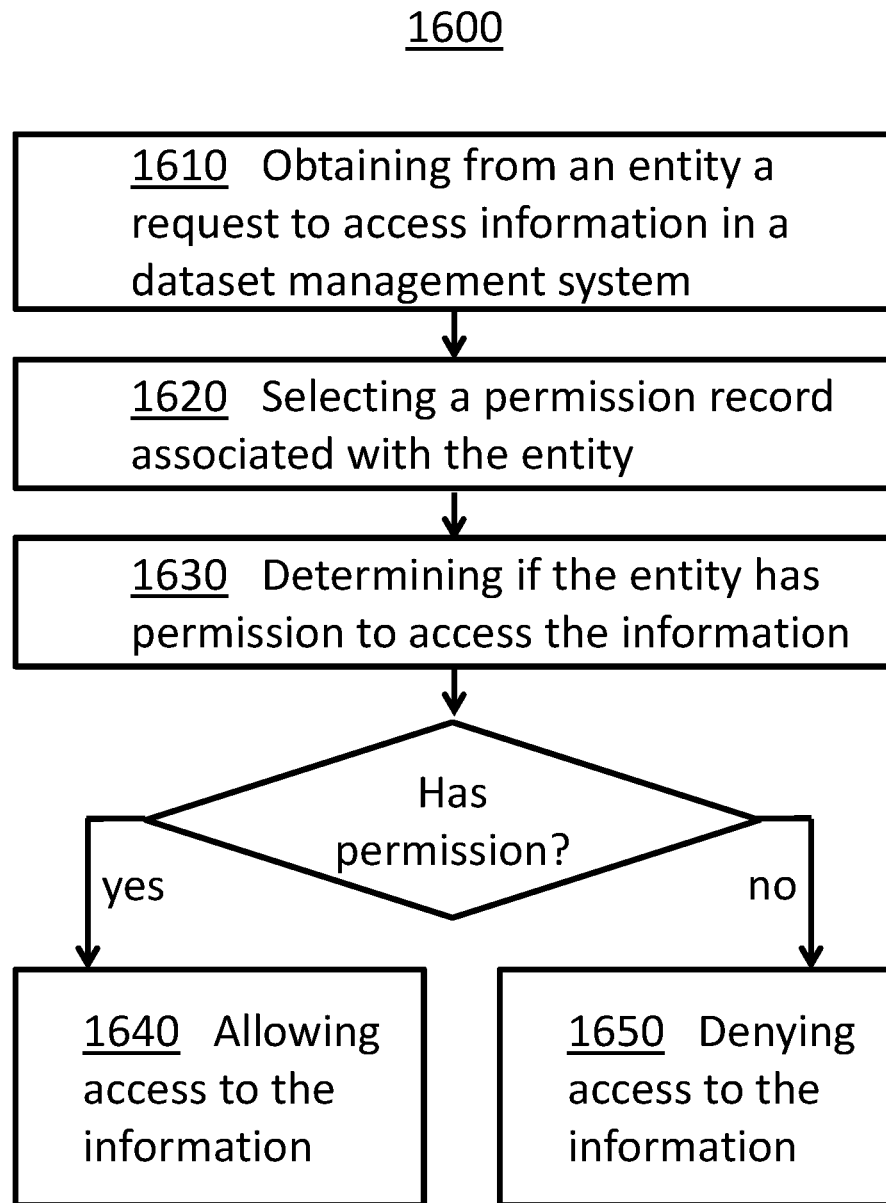 1600
1610 Obtaining from an entity a
request to access information in a
dataset management system
1620 Selecting a permission record
associated with the entity
1630 Determining if the entity has
permission to access the information
Has
permission?
yes
no
1640 Allowing
access to the
information
1650 Denying
access to the
information